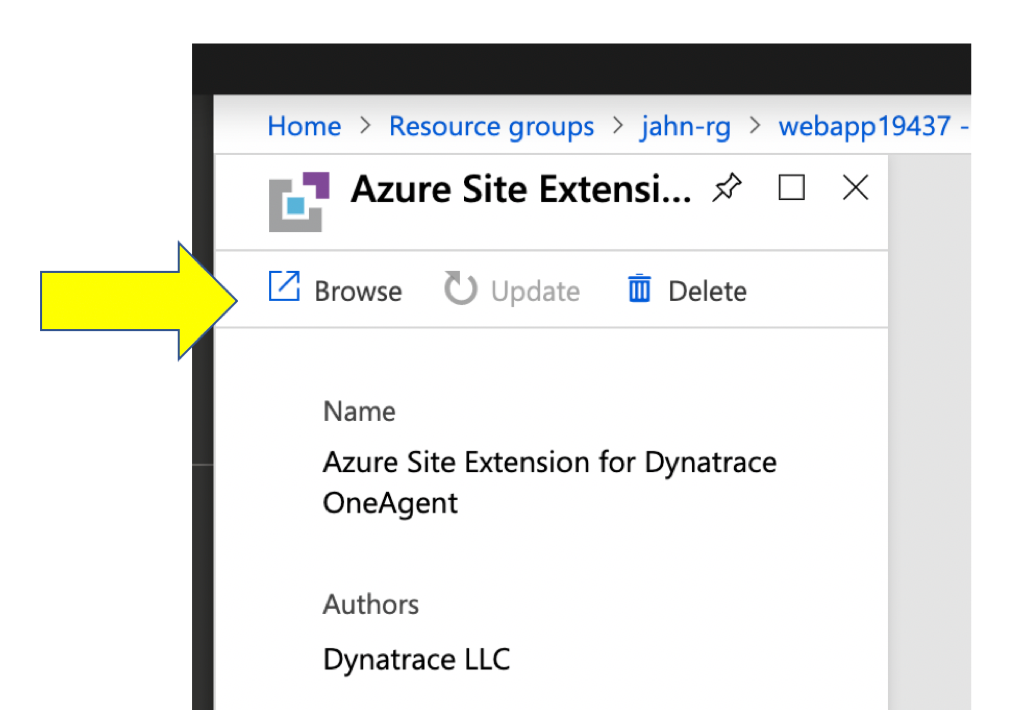 Home > Resource groups > jahn-rg > webapp19437 -
Azure Site Extensi...
Browse Update Delete
Name
Azure Site Extension for Dynatrace
OneAgent
Authors
Dynatrace LLC